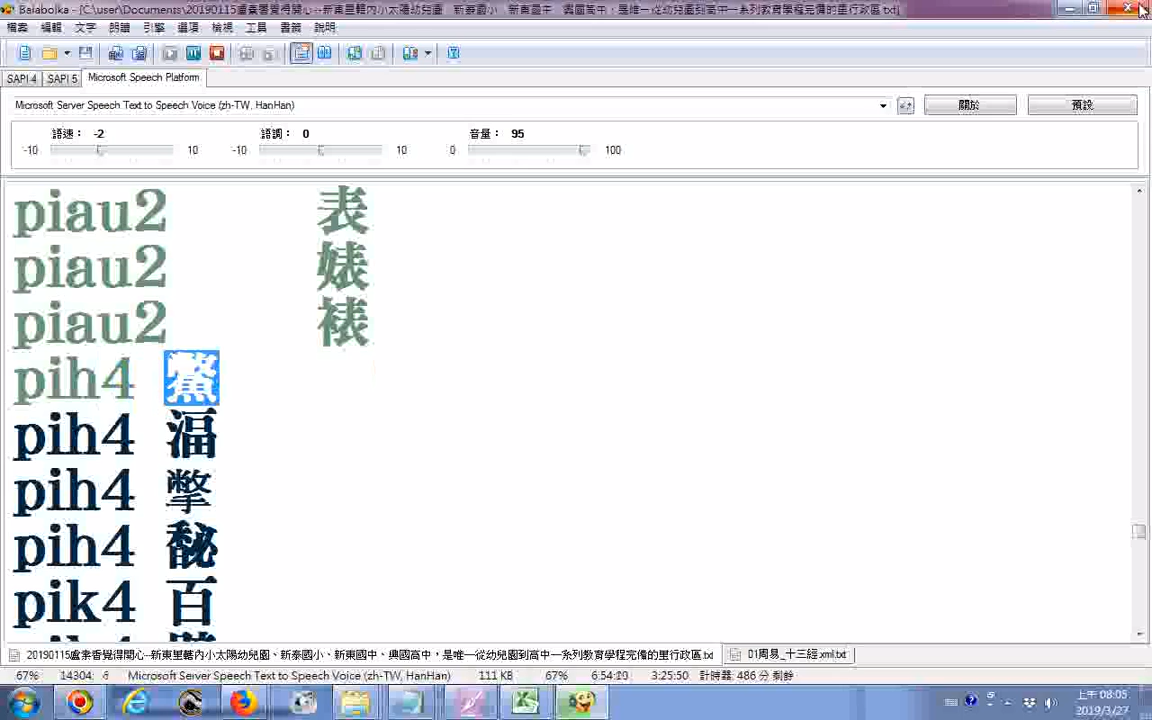 Balabolka - [C:\user\Documents\20190115盧素香覺得開心--新東里轄內小太陽幼兒園、新泰國小、新東國中、興國高中，是唯一從幼兒園到高中一系列教育學程完備的里行政區.txt]
檔案 編輯 文字 朗讀 引擎 選項 檢視 工具 書籤 說明
SAPI 4 SAPI 5 Microsoft Speech Platform
Microsoft Server Speech Text to Speech Voice (zh-TW, HanHan) 關於 預設
語速： -2 語調： 0 音量： 95
-10 10 -10 10 0 100
piau2 表
piau2 婊
piau2 裱
pih4 鱉
pih4 湢
pih4 撆
pih4 馝
pik4 百
20190115盧素香覺得開心--新東里轄內小太陽幼兒園、新泰國小、新東國中、興國高中，是唯一從幼兒園到高中一系列教育學程完備的里行政區.txt 01周易_十三經.xml.txt
67% 14304: 6 Microsoft Server Speech Text to Speech Voice (zh-TW, HanHan) 111 KB 67% 6:54:20 3:25:50 計時器: 486 分 剩餘
上午 08:05
2019/3/27